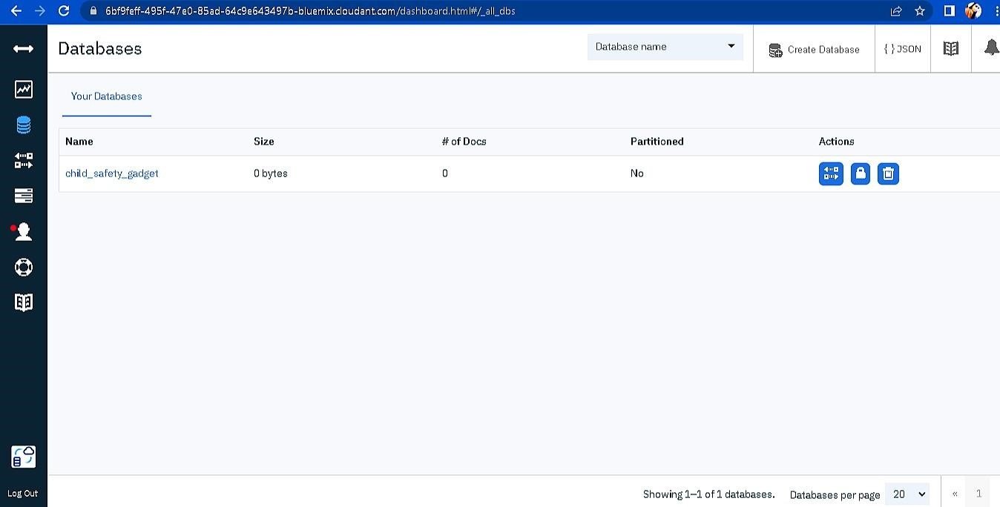 6bf9feff-495f-47e0-85ad-64c9e643497b-bluemix.cloudant.com/dashboard.html#/_all_dbs
Databases
Database name
Create Database
{ } JSON
Your Databases
Name Size # of Docs Partitioned Actions
child_safety_gadget 0 bytes 0 No
Log Out
Showing 1–1 of 1 databases. Databases per page 20 « 1